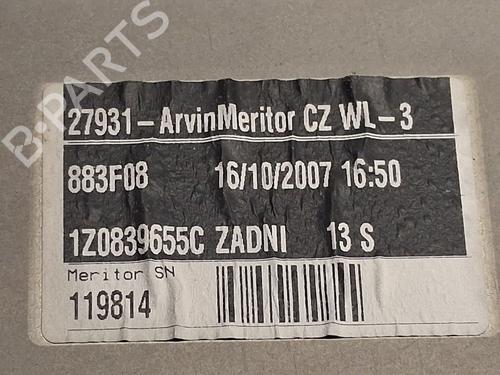 27931-ArvinMeritor CZ WL-3
883F08 16/10/2007 16:50
1Z0839655C ZADNI 13 S
Meritor SN
119814
B-PARTS